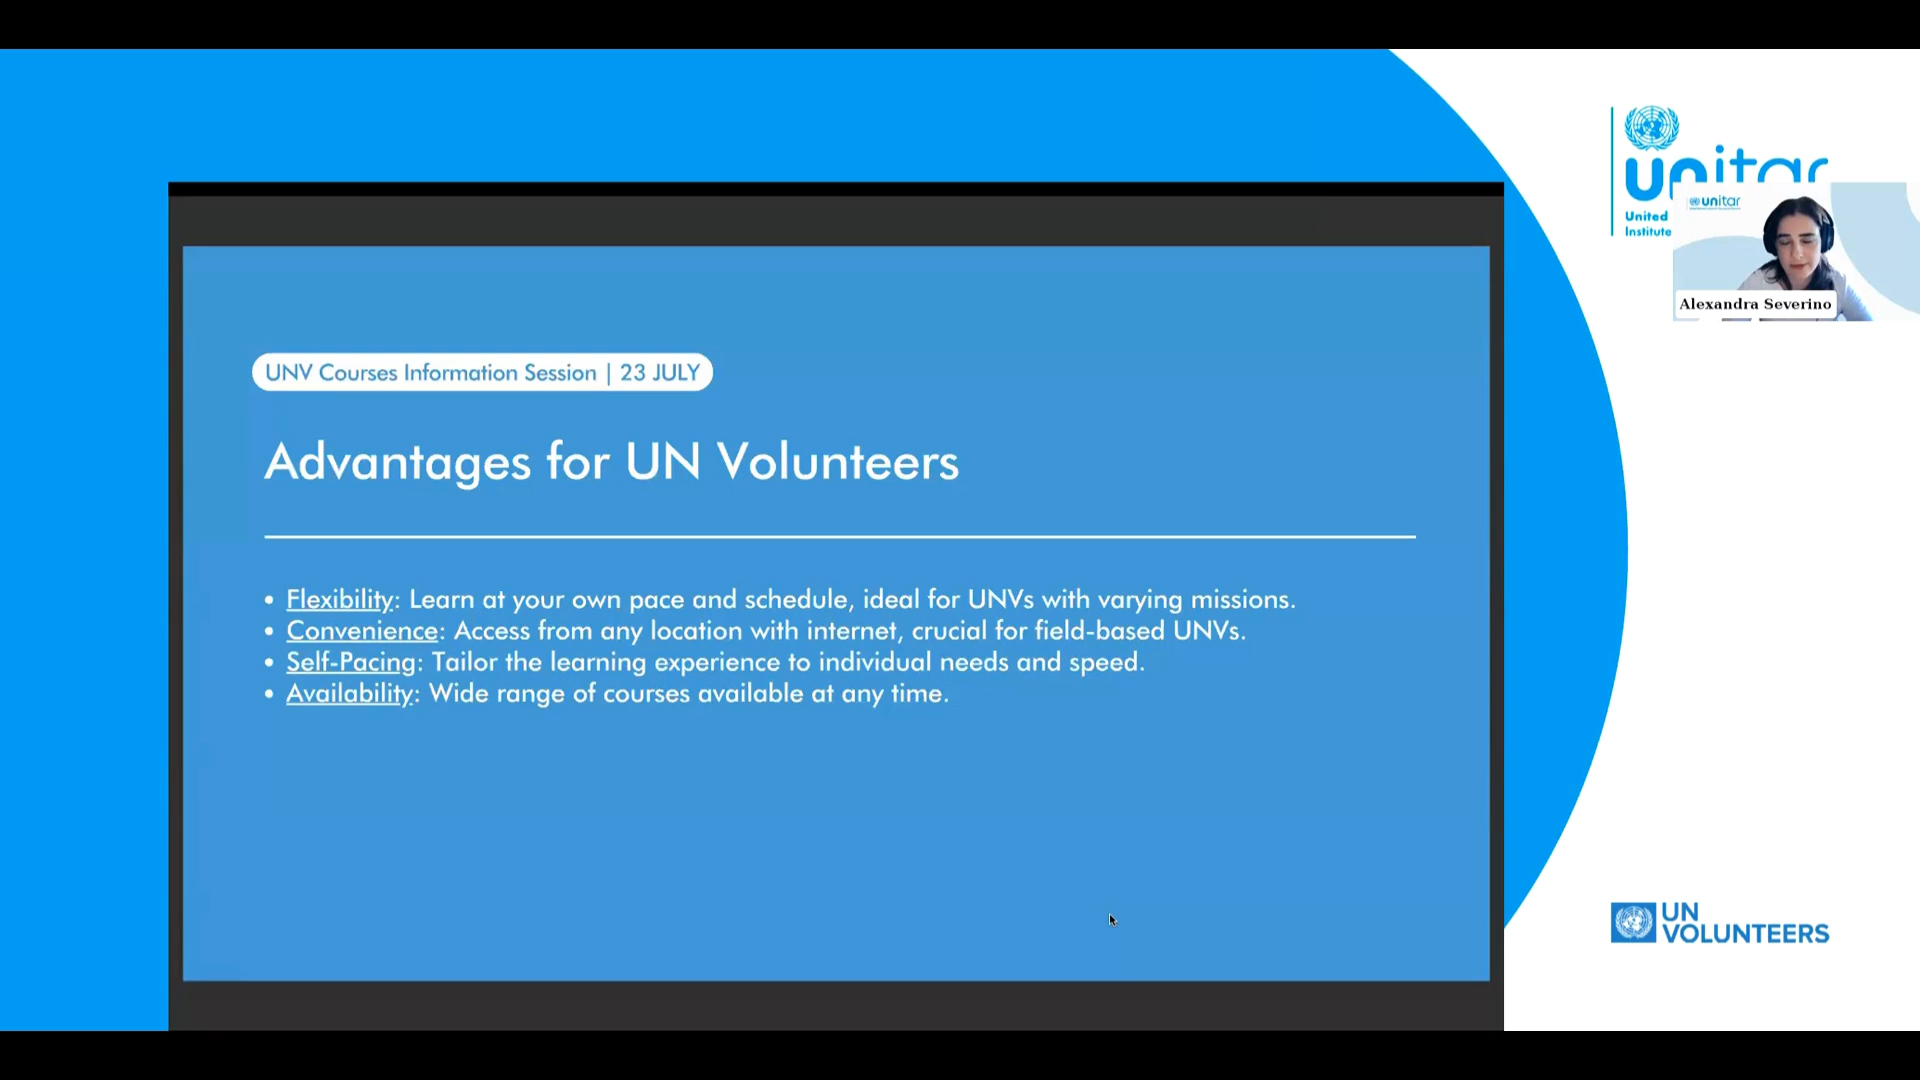 unitar
United
Institute
unitar
Alexandra Severino
UNV Courses Information Session | 23 JULY
Advantages for UN Volunteers
• Flexibility: Learn at your own pace and schedule, ideal for UNVs with varying missions.
• Convenience: Access from any location with internet, crucial for field-based UNVs.
• Self-Pacing: Tailor the learning experience to individual needs and speed.
• Availability: Wide range of courses available at any time.
UN
VOLUNTEERS